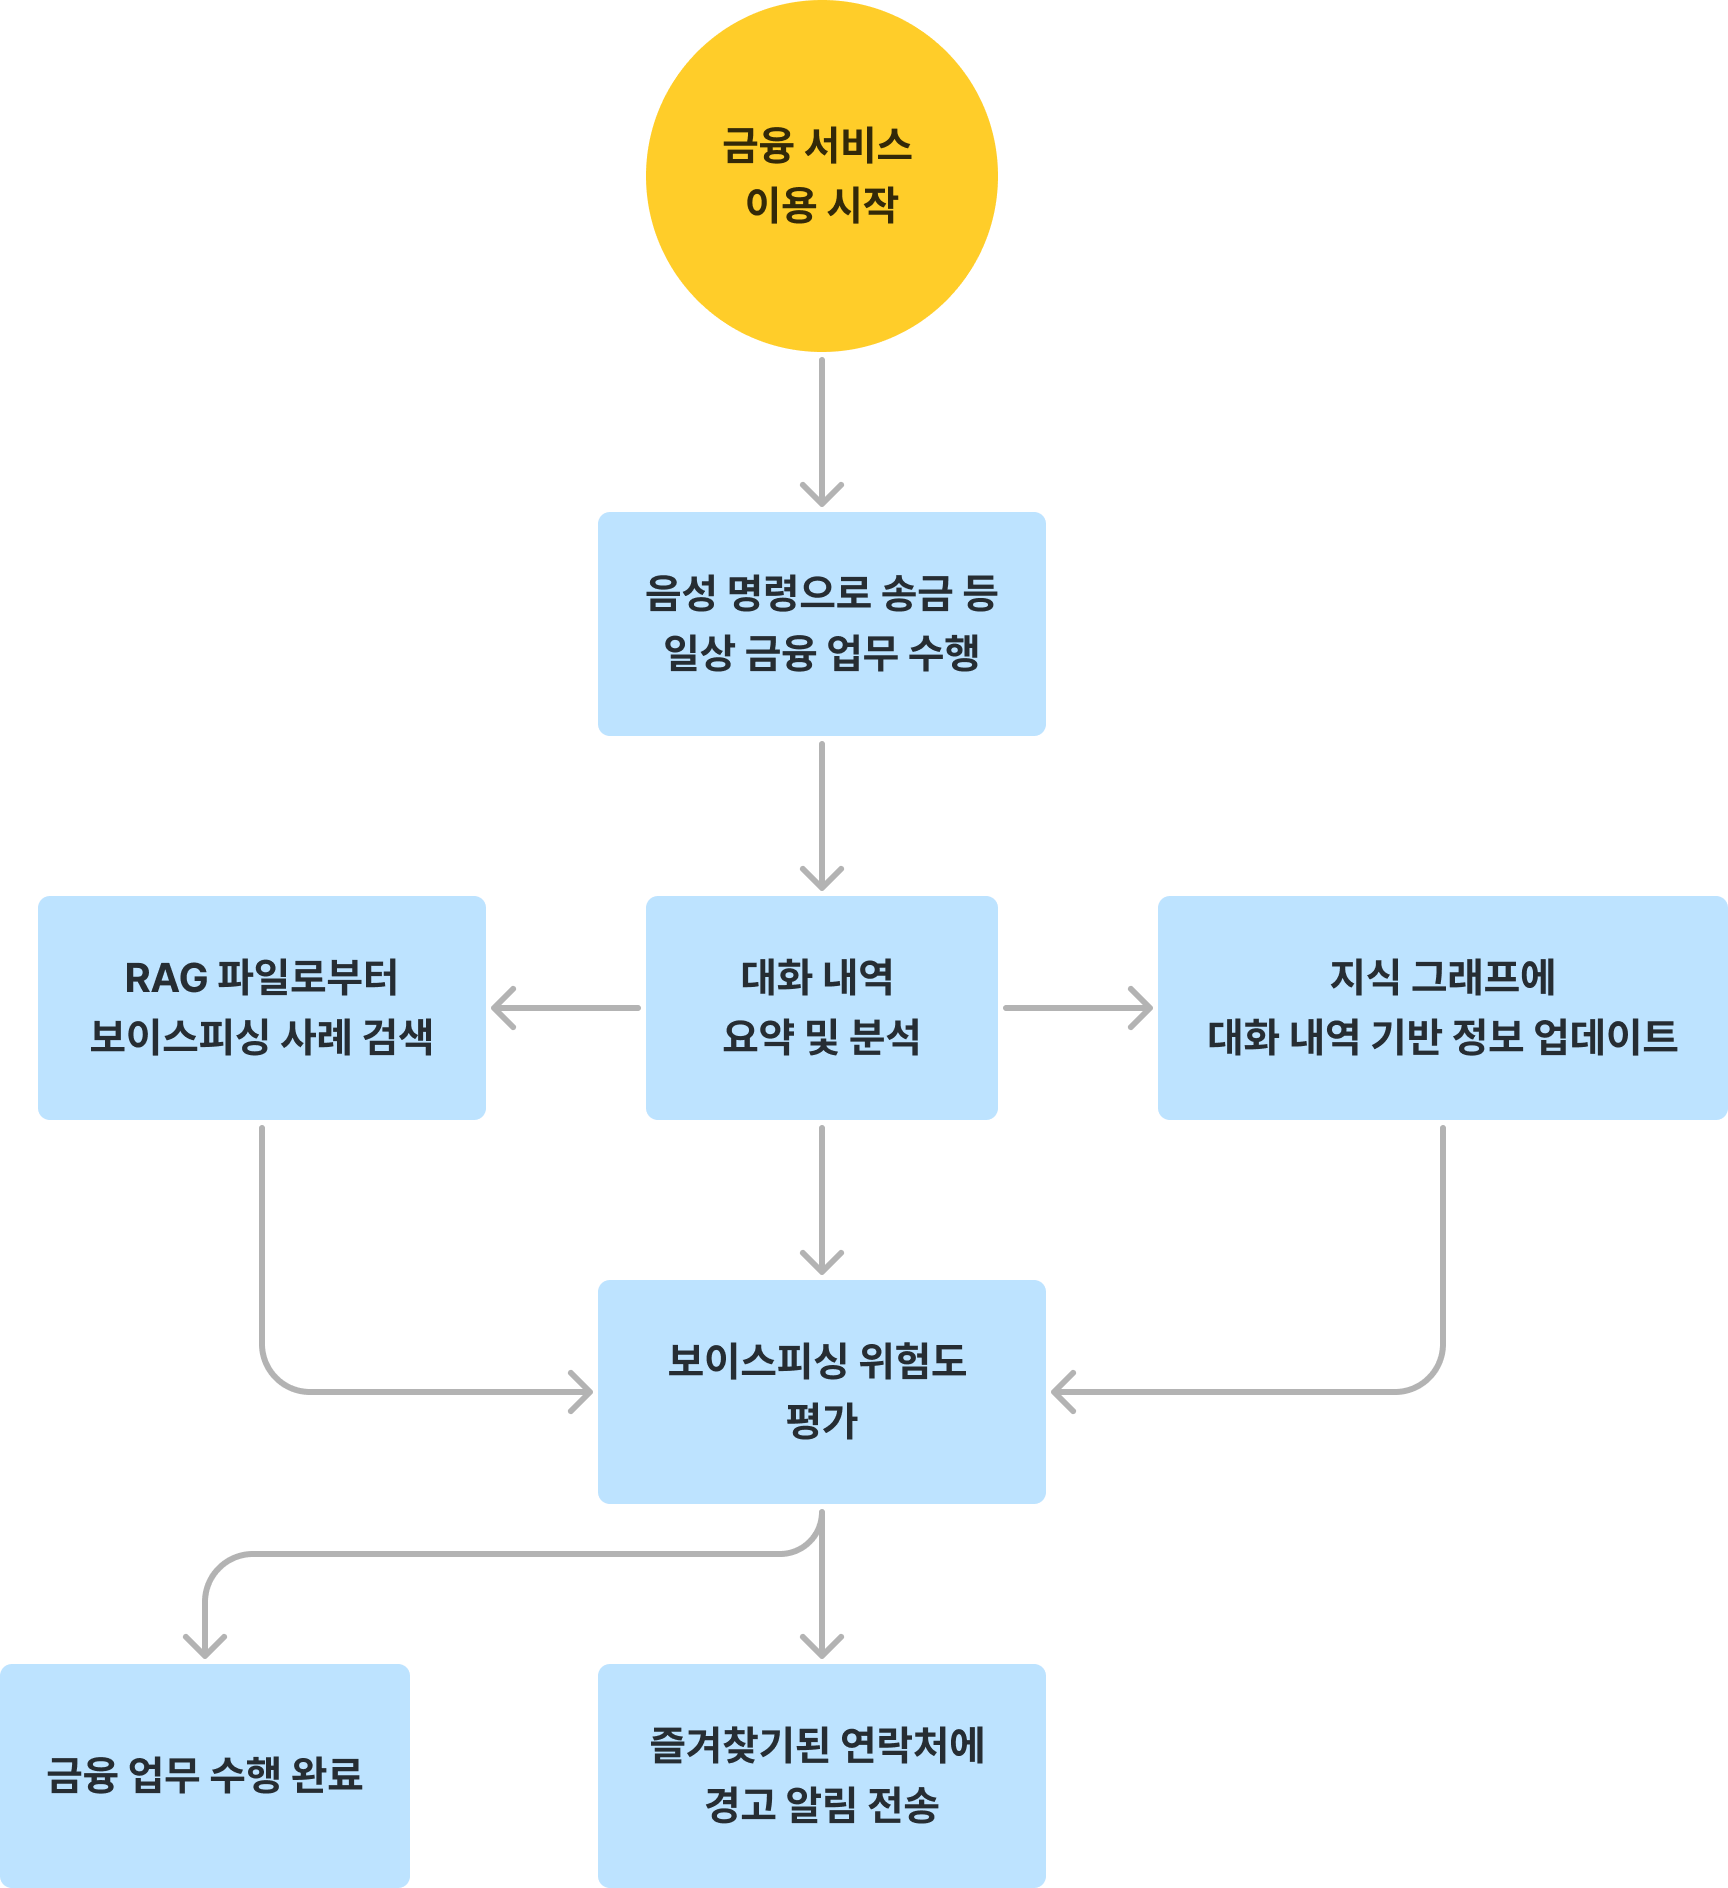 금융 서비스
이용 시작
음성 명령으로 송금 등
일상 금융 업무 수행
RAG 파일로부터
보이스피싱 사례 검색
대화 내역
요약 및 분석
지식 그래프에
대화 내역 기반 정보 업데이트
보이스피싱 위험도
평가
금융 업무 수행 완료
즐겨찾기된 연락처에
경고 알림 전송